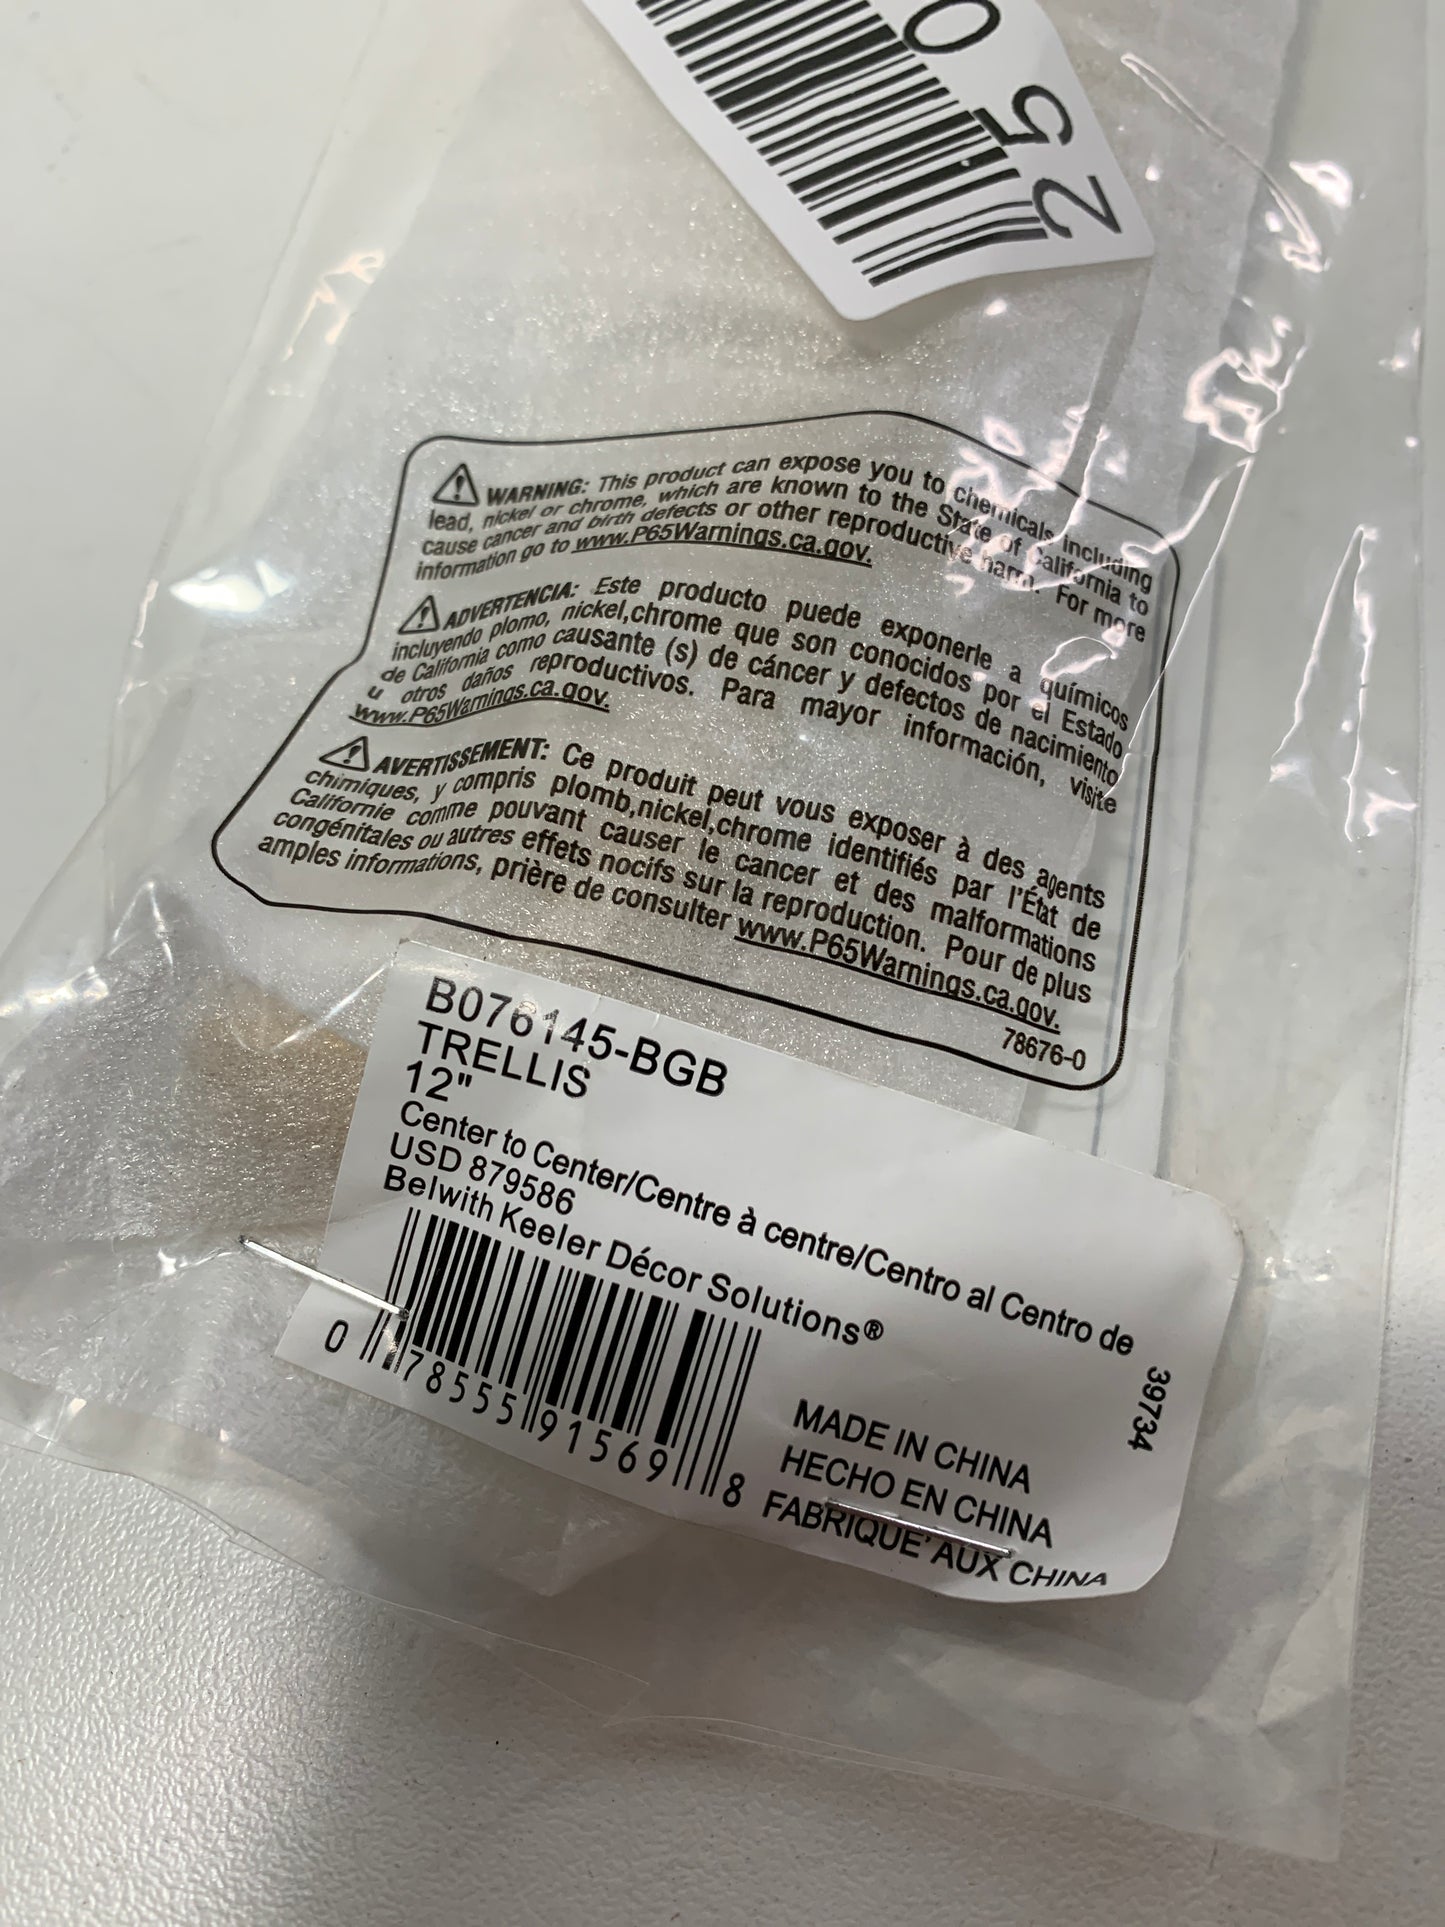 0
5
2
WARNING: This product can expose you to chemicals including
lead, nickel or chrome, which are known to the State of California to
cause cancer and birth defects or other reproductive harm. For more
information go to www.P65Warnings.ca.gov.
ADVERTENCIA: Este producto puede exponerle a químicos
incluyendo plomo, nickel,chrome que son conocidos por el Estado
de California como causante (s) de cáncer y defectos de nacimiento
u otros daños reproductivos. Para mayor información, visite
www.P65Warnings.ca.gov.
AVERTISSEMENT: Ce produit peut vous exposer à des agents
chimiques, y compris plomb,nickel,chrome identifiés par l'État de
Californie comme pouvant causer le cancer et des malformations
congénitales ou autres effets nocifs sur la reproduction. Pour de plus
amples informations, prière de consulter www.P65Warnings.ca.gov.
78676-0
B076145-BGB
TRELLIS
12"
Center to Center/Centre à centre/Centro al Centro de
USD 879586
Belwith Keeler Décor Solutions®
0 78555 91569 8
MADE IN CHINA
HECHO EN CHINA
FABRIQUE' AUX CHINA
39734